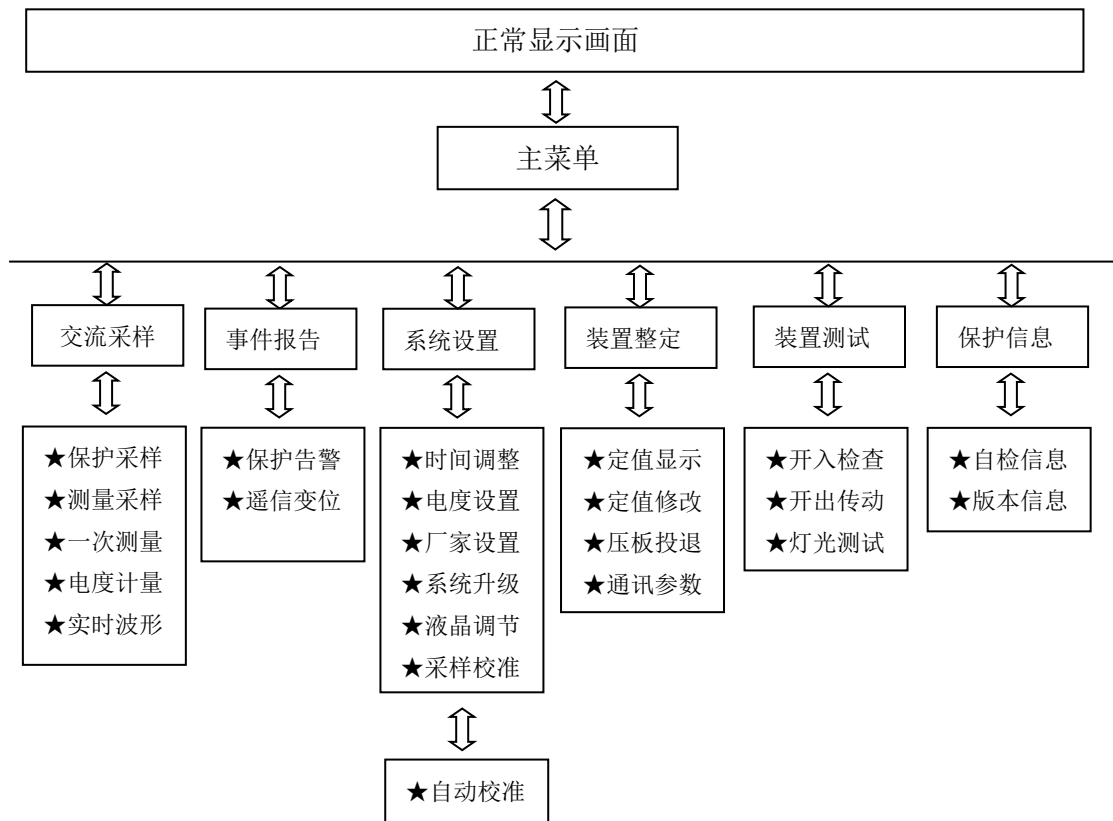 正常显示画面
主菜单
交流采样
事件报告
系统设置
装置整定
装置测试
保护信息
★保护采样
★测量采样
★一次测量
★电度计量
★实时波形
★保护告警
★遥信变位
★时间调整
★电度设置
★厂家设置
★系统升级
★液晶调节
★采样校准
★定值显示
★定值修改
★压板投退
★通讯参数
★开入检查
★开出传动
★灯光测试
★自检信息
★版本信息
★自动校准